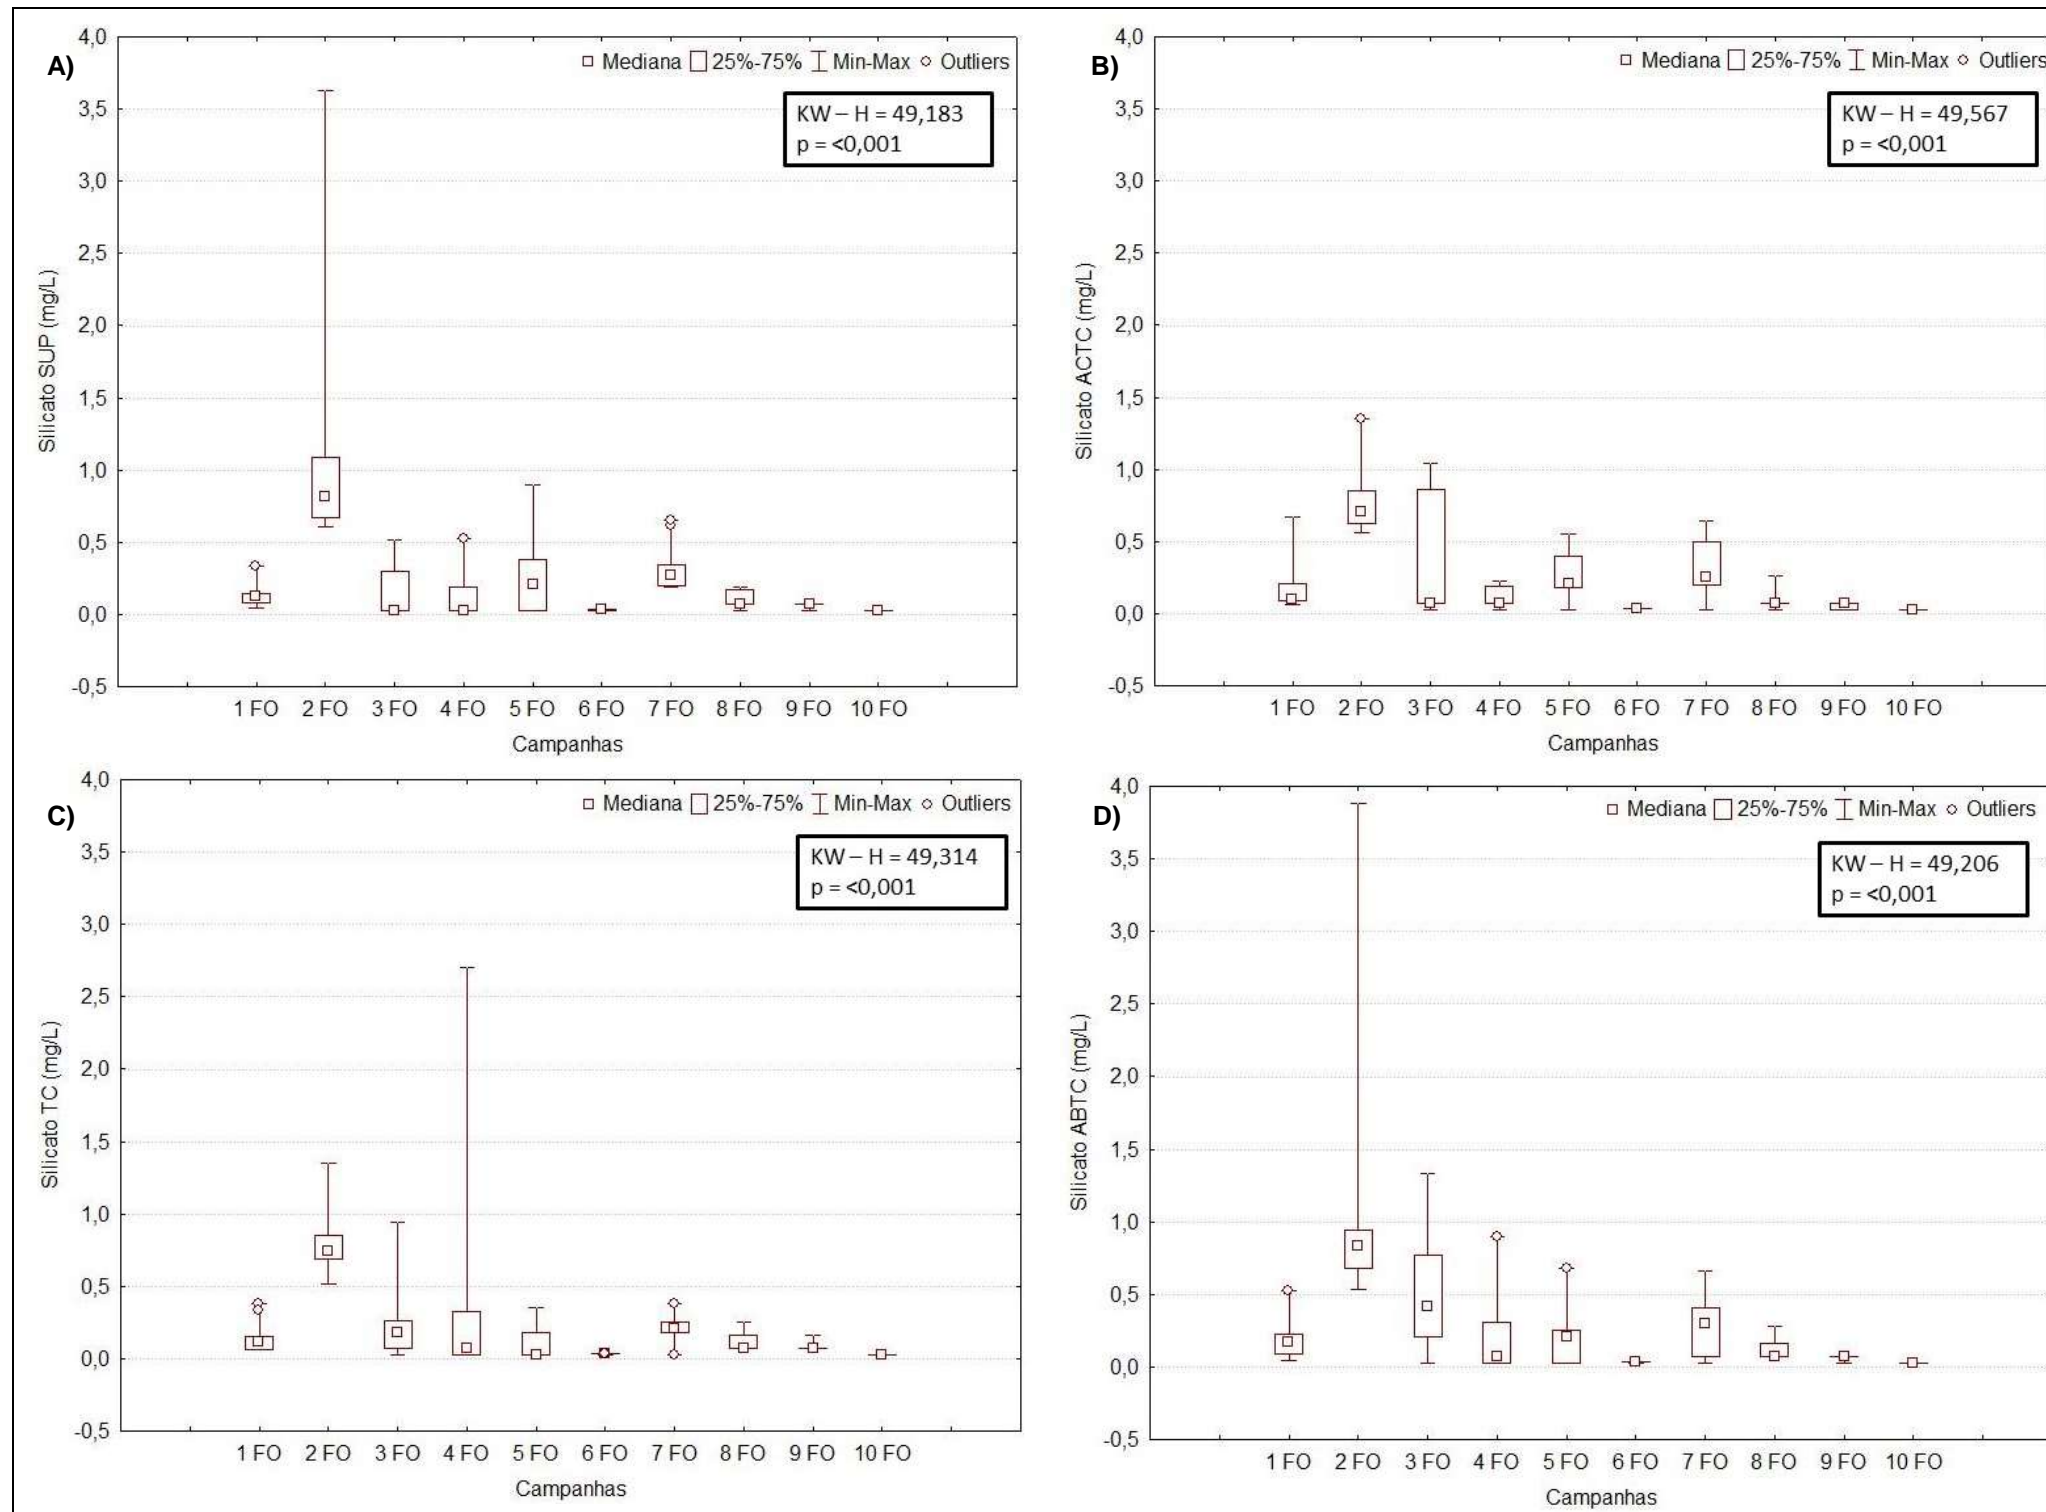 A)
Mediana 25%-75% Min-Max Outliers
KW – H = 49,183
p = <0,001
4,0
3,5
3,0
2,5
2,0
1,5
1,0
0,5
0,0
-0,5
Silicato SUP (mg/L)
1 FO 2 FO 3 FO 4 FO 5 FO 6 FO 7 FO 8 FO 9 FO 10 FO
Campanhas
B)
Mediana 25%-75% Min-Max Outliers
KW – H = 49,567
p = <0,001
4,0
3,5
3,0
2,5
2,0
1,5
1,0
0,5
0,0
-0,5
Silicato ACTC (mg/L)
1 FO 2 FO 3 FO 4 FO 5 FO 6 FO 7 FO 8 FO 9 FO 10 FO
Campanhas
C)
Mediana 25%-75% Min-Max Outliers
KW – H = 49,314
p = <0,001
4,0
3,5
3,0
2,5
2,0
1,5
1,0
0,5
0,0
-0,5
Silicato TC (mg/L)
1 FO 2 FO 3 FO 4 FO 5 FO 6 FO 7 FO 8 FO 9 FO 10 FO
Campanhas
D)
Mediana 25%-75% Min-Max Outliers
KW – H = 49,206
p = <0,001
4,0
3,5
3,0
2,5
2,0
1,5
1,0
0,5
0,0
-0,5
Silicato ABTC (mg/L)
1 FO 2 FO 3 FO 4 FO 5 FO 6 FO 7 FO 8 FO 9 FO 10 FO
Campanhas